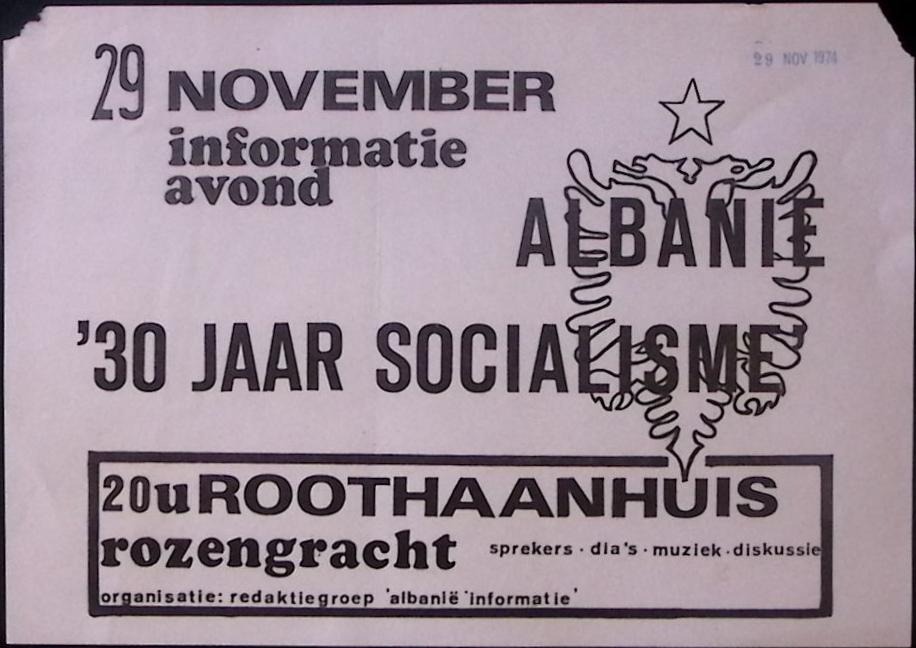 29 NOVEMBER
29 NOV 1974
informatie
avond
ALBANIE
'30 JAAR SOCIALISME
20u ROOTHAANHUIS
rozengracht sprekers · dia's · muziek · diskussie
organisatie: redaktiegroep 'albanië 'informatie'